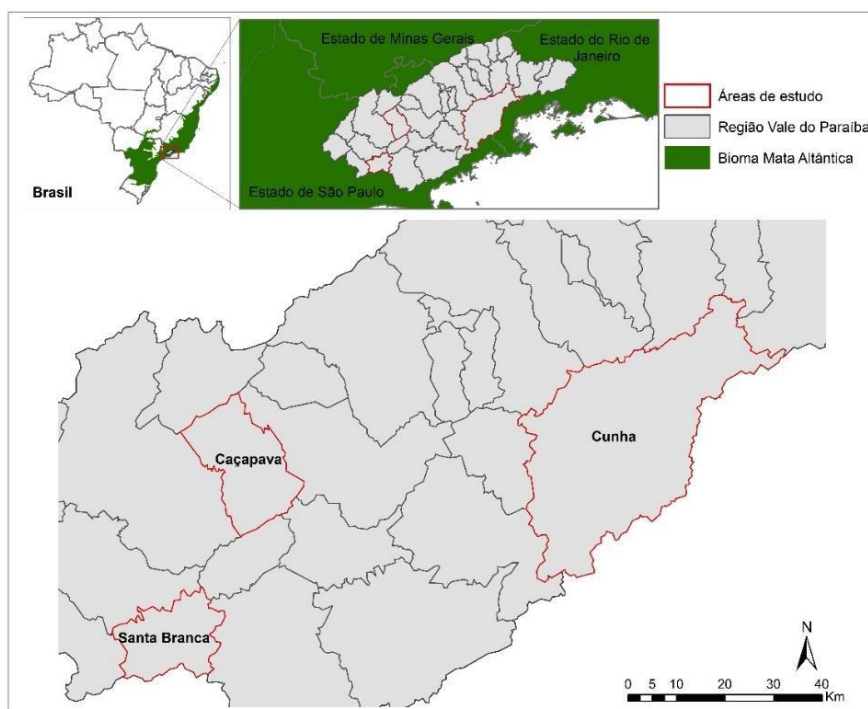 Brasil
Estado de Minas Gerais
Estado do Rio de
Janeiro
Estado de São Paulo
Áreas de estudo
Região Vale do Paraíba
Bioma Mata Altântica
Caçapava
Cunha
Santa Branca
N
0 5 10 20 30 40
Km